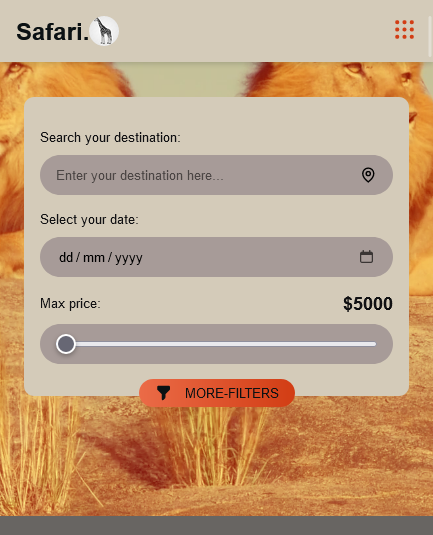 Safari.
Search your destination:
Enter your destination here...
Select your date:
dd / mm / yyyy
Max price: $5000
MORE-FILTERS